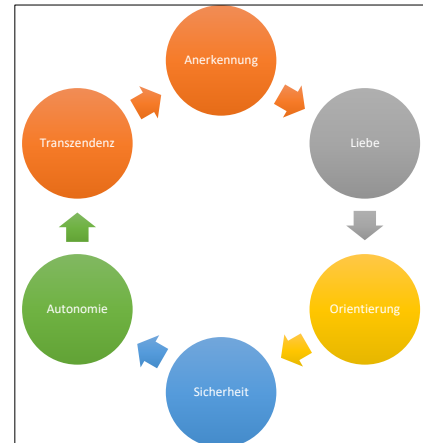 Anerkennung
Liebe
Orientierung
Sicherheit
Autonomie
Transzendenz